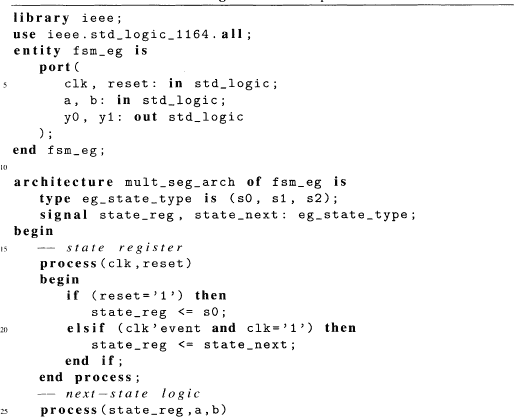 library ieee;
use ieee.std_logic_1164.all;
entity fsm_eg is
port(
5 clk, reset: in std_logic;
a, b: in std_logic;
y0, y1: out std_logic
);
end fsm_eg;
10
architecture mult_seg_arch of fsm_eg is
type eg_state_type is (s0, s1, s2);
signal state_reg, state_next: eg_state_type;
begin
15 -- state register
process(clk,reset)
begin
if (reset='1') then
state_reg <= s0;
20 elsif (clk'event and clk='1') then
state_reg <= state_next;
end if;
end process;
-- next-state logic
25 process(state_reg,a,b)